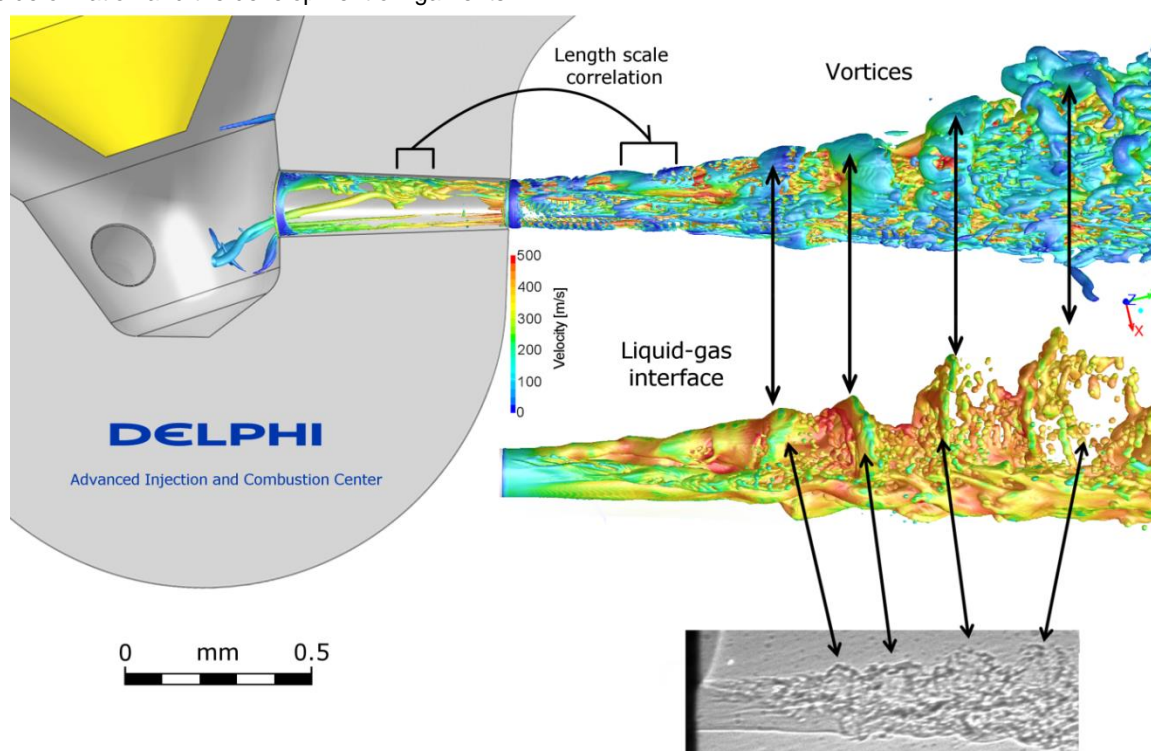 Length scale
correlation
Vortices
500
400
300
200
100
0
Velocity [m/s]
Z
X
Liquid-gas
interface
DELPHI
Advanced Injection and Combustion Center
0 mm 0.5